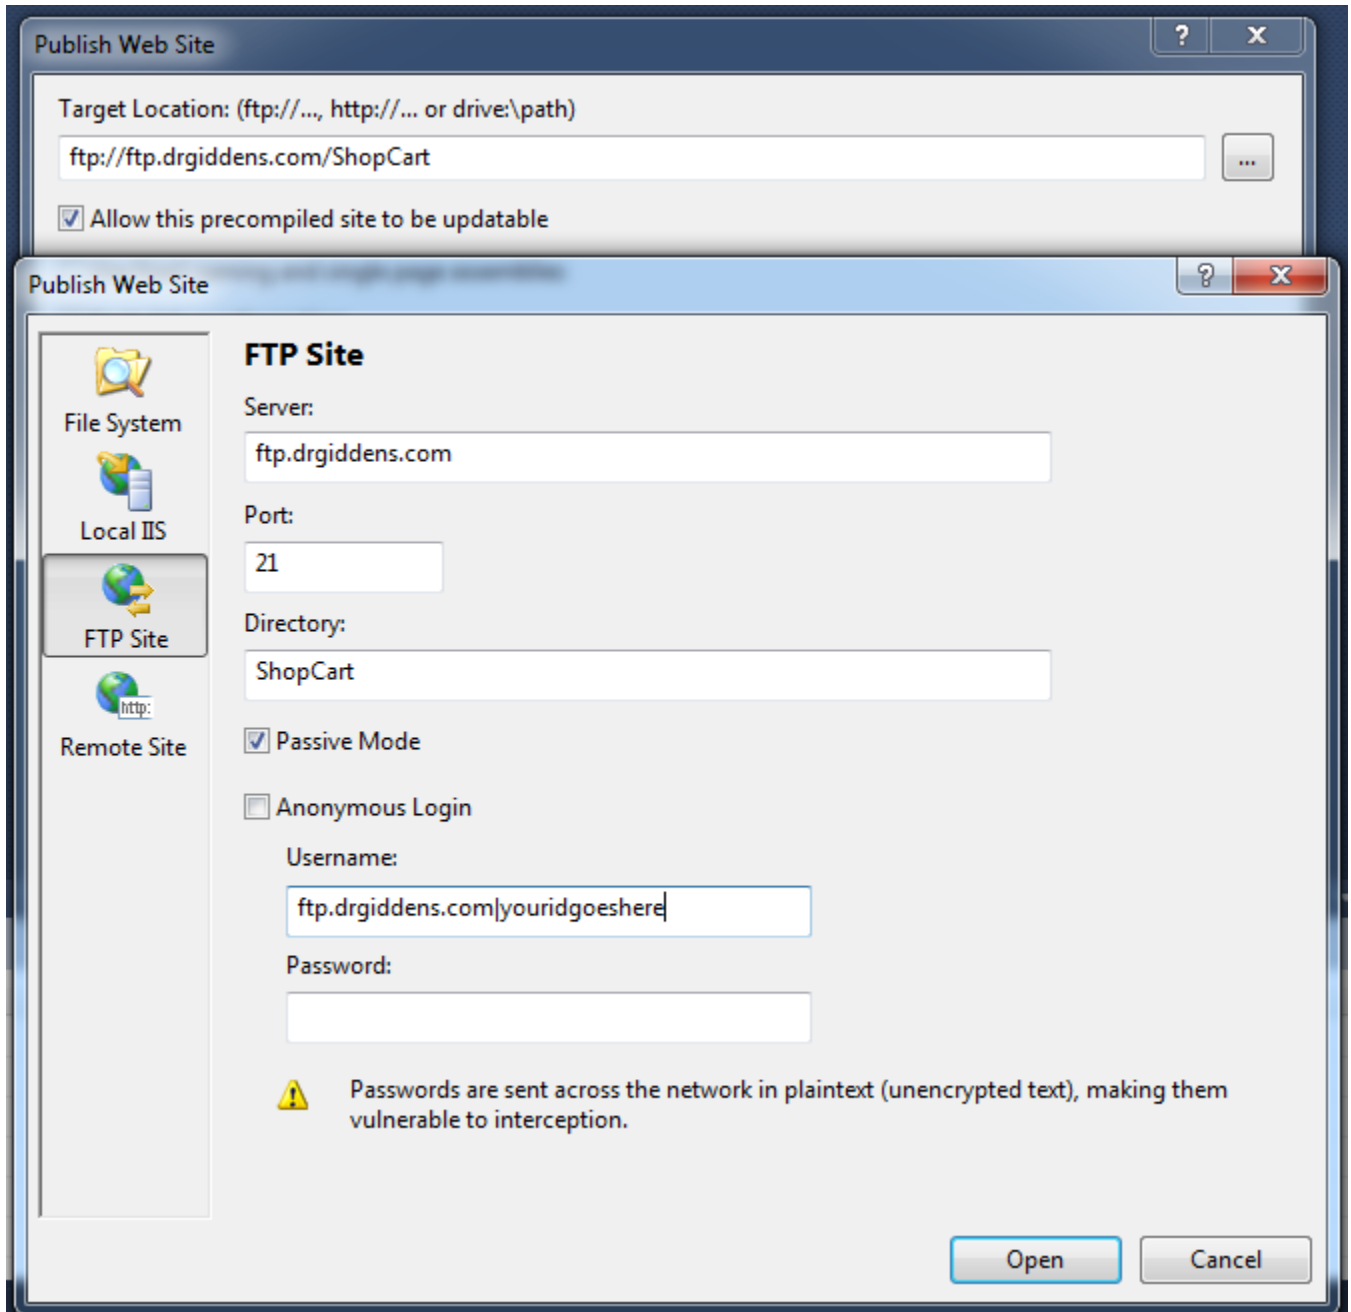 Publish Web Site
Target Location: (ftp://..., http://... or drive:\path)
ftp://ftp.drgiddens.com/ShopCart
...
Allow this precompiled site to be updatable
Publish Web Site
File System
Local IIS
FTP Site
http:
Remote Site
FTP Site
Server:
ftp.drgiddens.com
Port:
21
Directory:
ShopCart
Passive Mode
Anonymous Login
Username:
ftp.drgiddens.com|youridgoeshere
Password:
Passwords are sent across the network in plaintext (unencrypted text), making them
vulnerable to interception.
Open
Cancel